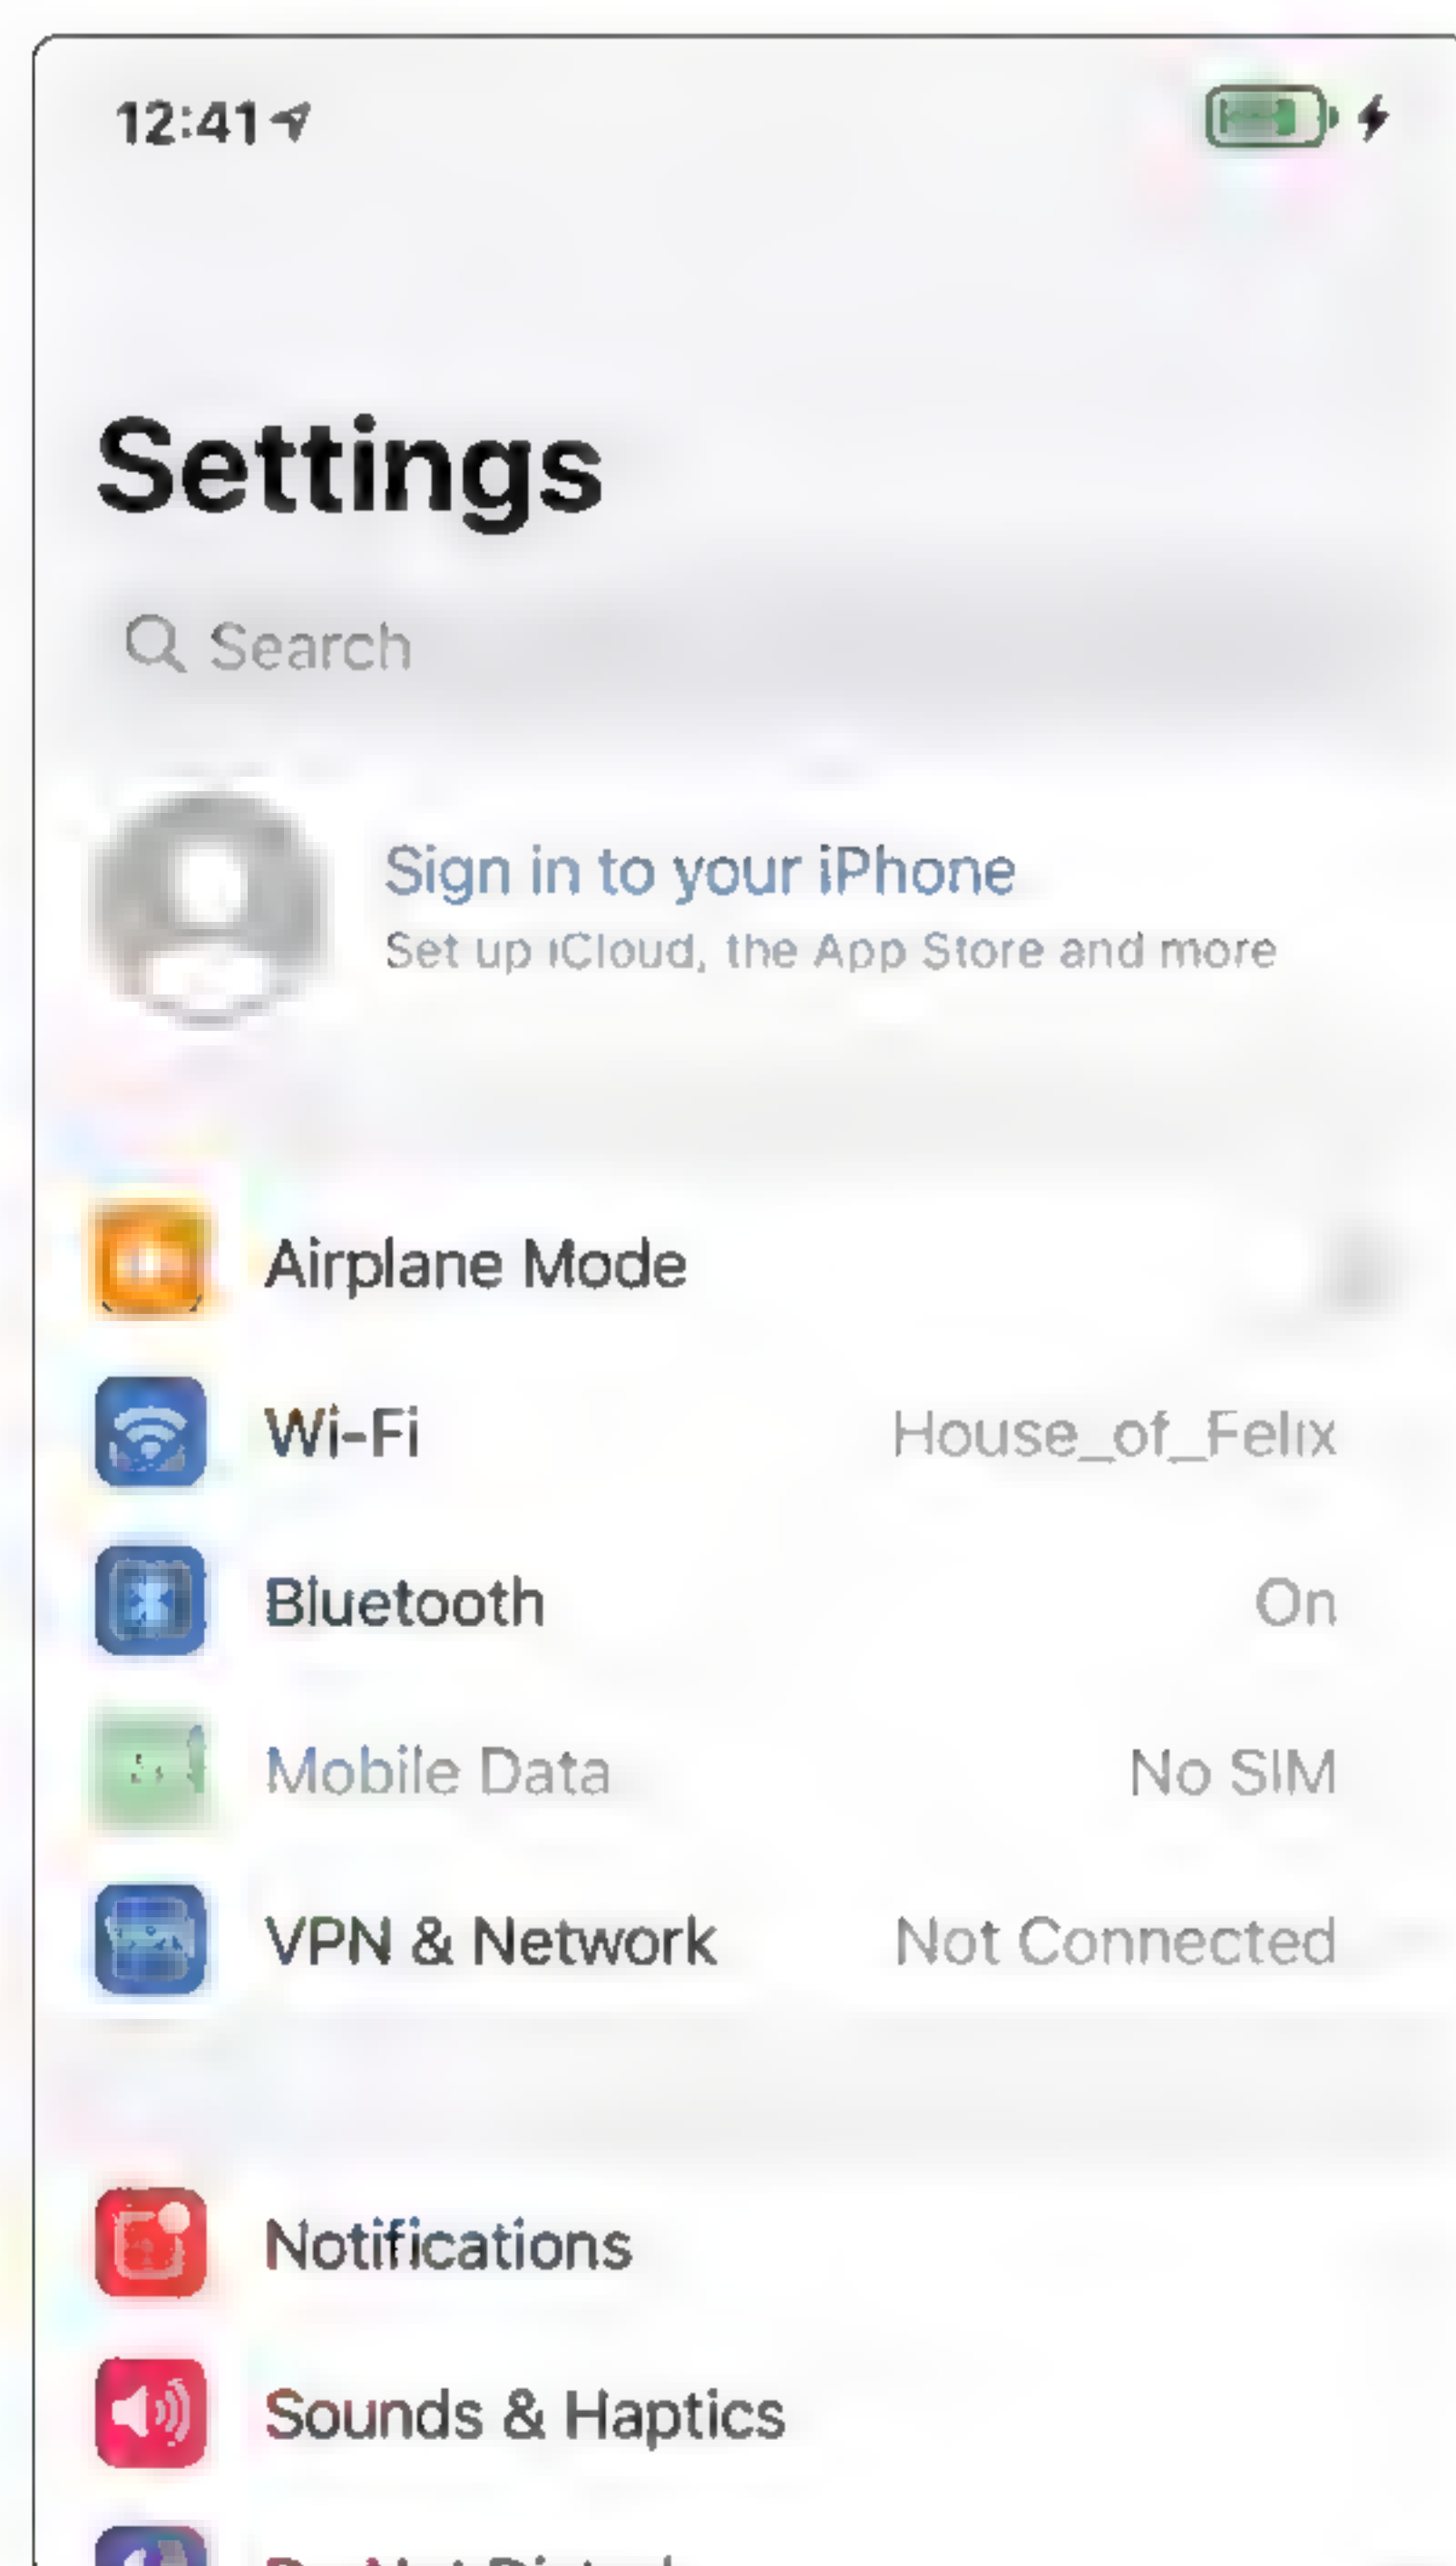 12:41
Settings
Search
Sign in to your iPhone
Set up iCloud, the App Store and more
Airplane Mode
Wi-Fi House_of_Felix
Bluetooth On
Mobile Data No SIM
VPN & Network Not Connected
Notifications
Sounds & Haptics